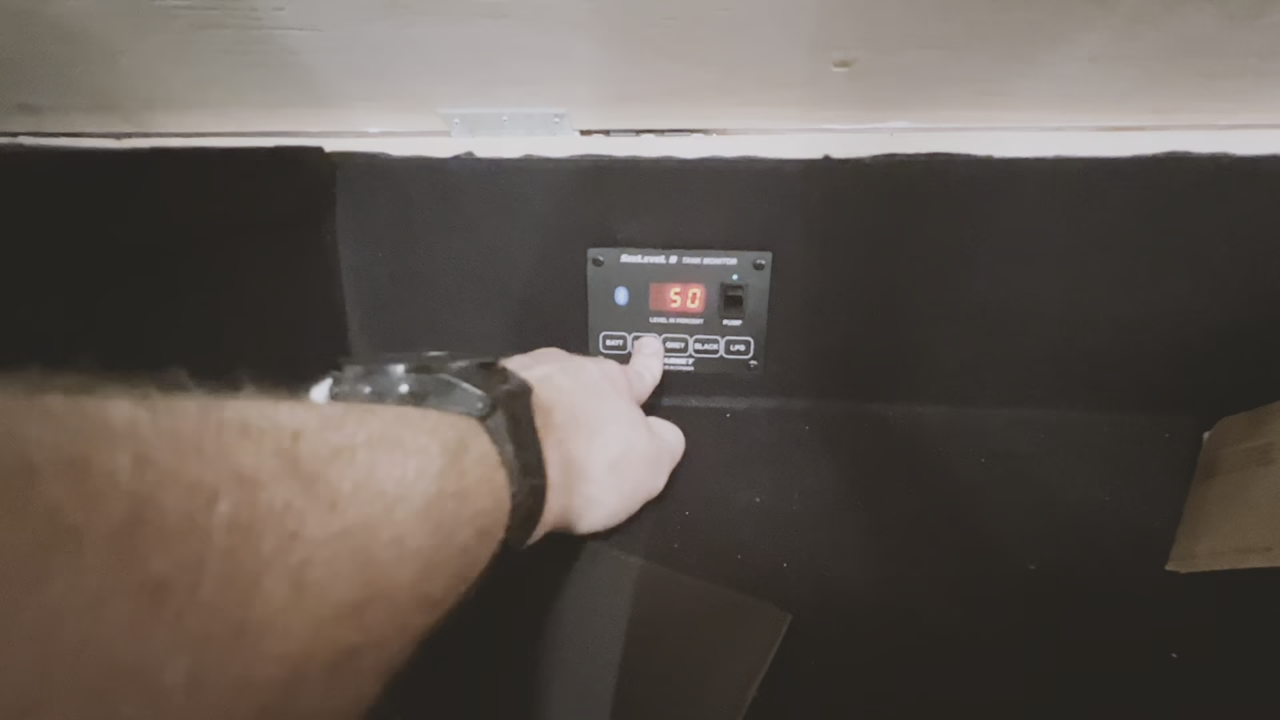 SeeLeveL II TANK MONITOR
50
LEVEL IN PERCENT
PUMP
BATT GREY BLACK LPG